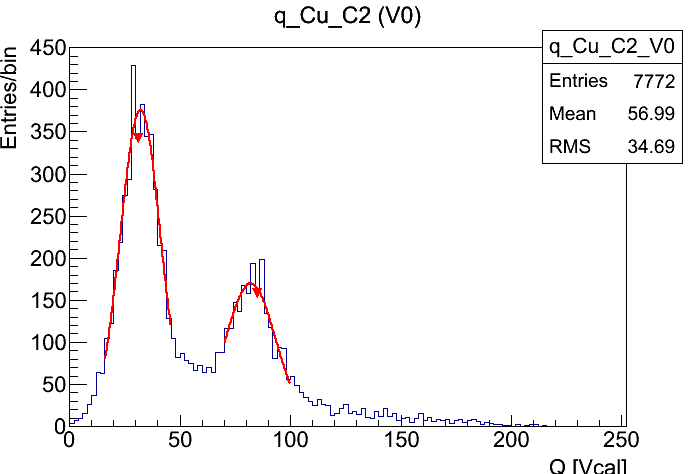 q_Cu_C2 (V0)
q_Cu_C2_V0
Entries 7772
Mean 56.99
RMS 34.69
Entries/bin
450
400
350
300
250
200
150
100
50
0
0 50 100 150 200 250
Q [Vcal]